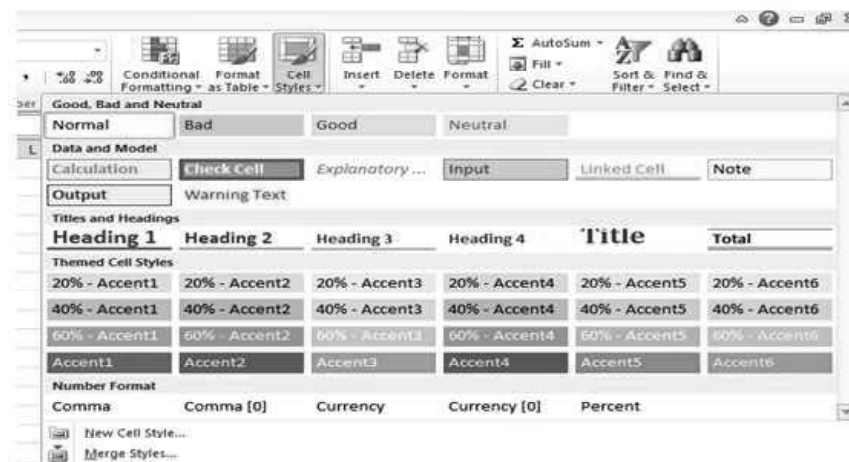 Σ AutoSum
Fill
Clear
Conditional Formatting
Format as Table
Cell Styles
Insert
Delete
Format
Sort & Filter
Find & Select
L
Good, Bad and Neutral
Normal Bad Good Neutral
Data and Model
Calculation Check Cell Explanatory ... Input Linked Cell Note
Output Warning Text
Titles and Headings
Heading 1 Heading 2 Heading 3 Heading 4 Title Total
Themed Cell Styles
20% - Accent1 20% - Accent2 20% - Accent3 20% - Accent4 20% - Accent5 20% - Accent6
40% - Accent1 40% - Accent2 40% - Accent3 40% - Accent4 40% - Accent5 40% - Accent6
60% - Accent1 60% - Accent2 60% - Accent3 60% - Accent4 60% - Accent5 60% - Accent6
Accent1 Accent2 Accent3 Accent4 Accent5 Accent6
Number Format
Comma Comma [0] Currency Currency [0] Percent
New Cell Style...
Merge Styles...